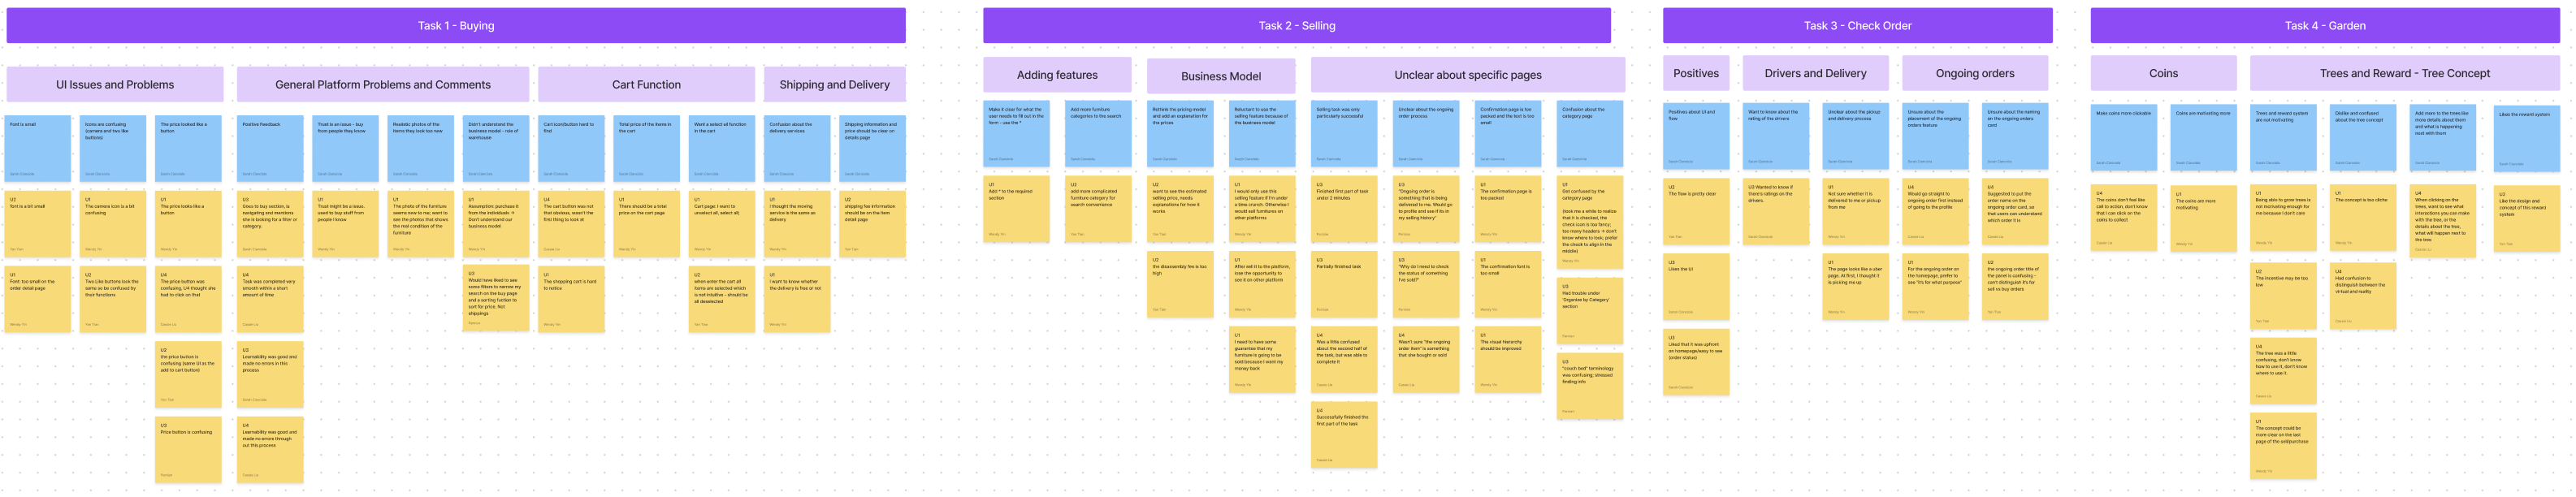 Task 1 - Buying
UI Issues and Problems
General Platform Problems and Comments
Cart Function
Shipping and Delivery
Font is small
Icons are confusing
(camera and two like
buttons)
The price looked like a
button
Positive Feedback
Trust is an issue - buy
from people they know
Realistic photos of the
items they look too new
Didn't understand the
business model - role of
warehouse
Cart icon/button hard to
find
Total price of the items in
the cart
Want a select all function
in the cart
Confusion about the
delivery services
Shipping information and
price should be clear on
details page
U2
font is a bit small
U1
The camera icon is a bit
confusing
U1
The price looks like a
button
U3
Goes to buy section, is
navigating and mentions
she is looking for a filter or
category.
U1
Trust might be a issue,
used to buy stuff from
people I know
U1
The photo of the furniture
seems new to me; want to
see the photos that shows
the real condition of the
furniture
U1
Assumption: purchase it
from the individuals ->
Don't understand our
business model
U4
The cart button was not
that obvious, wasn't the
first thing to look at
U1
There should be a total
price on the cart page
U1
Cart page: I want to
unselect all, select all;
U1
I thought the moving
service is the same as
delivery
U2
shipping fee information
should be on the item
detail page
U1
Font: too small on the
order detail page
U2
Two Like buttons look the
same so be confused by
their functions
U4
The price button was
confusing, U4 thought she
had to click on that
U4
Task was completed very
smooth within a short
amount of time
U3
Would have liked to see
some filters to narrow my
search on the buy page
and a sorting funtion to
sort for price. Not
shippings
U1
The shopping cart is hard
to notice
U2
when enter the cart all
items are selected which
is not intuitive - should be
all deselected
U1
I want to know whether
the delivery is free or not
U2
the price button is
confusing (same UI as the
add to cart button)
U2
Learnability was good and
made no errors in this
process
U3
Price button is confusing
U4
Learnability was good and
made no errors through
out this process
Task 2 - Selling
Adding features
Business Model
Unclear about specific pages
Make it clear for what the
user needs to fill out in the
form - use the *
Add more furniture
categories to the search
Rethink the pricing model
and add an explanation for
the prices
Reluctant to use the
selling feature because of
the business model
Selling task was only
particularly successful
Unclear about the ongoing
order process
Confirmation page is too
packed and the text is too
small
Confusion about the
category page
U1
Add * to the required
section
U2
add more complicated
furniture category for
search convenience
U2
want to see the estimated
selling price, needs
explanations for how it
works
U1
I would only use this
selling feature if I'm under
a time crunch. Otherwise I
would sell furnitures on
other platforms
U3
Finished first part of task
under 2 minutes
U3
"Ongoing order is
something that is being
delivered to me. Would go
to profile and see if its in
my selling history"
U1
The confirmation page is
too packed
U1
Get confused by the
category page
(took me a while to realize
that it is checked, the
check icon is too fancy;
too many headers -> don't
know where to look; prefer
the check to align in the
middle)
U2
the disassembly fee is too
high
U1
After sell it to the platform,
lose the opportunity to
see it on other platform
U3
Partially finished task
U3
"Why do I need to check
the status of something
I've sold?"
U1
The confirmation font is
too small
U3
Had trouble under
'Organize by Category'
section
U1
I need to have some
guarantee that my
furniture is going to be
sold because I want my
money back
U4
Was a little confused
about the second half of
the task, but was able to
complete it
U4
Wasn't sure "the ongoing
order item" is something
that she bought or sold
U1
The visual hierarchy
should be improved
U3
"couch bed" terminology
was confusing; stressed
finding info
U4
Successfully finished the
first part of the task
Task 3 - Check Order
Positives
Drivers and Delivery
Ongoing orders
Positives about UI and
flow
Want to know about the
rating of the drivers
Unclear about the pickup
and delivery process
Unsure about the
placement of the ongoing
orders feature
Unsure about the naming
on the ongoing orders
card
U2
The flow is pretty clear
U3 Wanted to know if
there's ratings on the
drivers.
U1
Not sure whether it is
delivered to me or pickup
from me
U4
Would go straight to
ongoing order first instead
of going to the profile
U4
Suggested to put the
order name on the
ongoing order card, so
that users can understand
which order it is
U3
Likes the UI
U1
The page looks like a uber
page. At first, I thought it
is picking me up
U1
For the ongoing order on
the homepage, prefer to
see "it's for what purpose"
U2
the ongoing order title of
the panel is confusing -
can't distinguish it's for
sell vs buy orders
U3
Liked that it was upfront
on homepage/easy to see
(order status)
Task 4 - Garden
Coins
Trees and Reward - Tree Concept
Make coins more clickable
Coins are motivating more
Trees and reward system
are not motivating
Dislike and confused
about the tree concept
Add more to the trees like
more details about them
and what is happening
next with them
Likes the reward system
U4
The coins don't feel like
call to action, don't know
that I can click on the
coins to collect
U1
The coins are more
motivating
U1
Being able to grow trees is
not motivating enough for
me because I don't care
U1
The concept is too cliche
U4
When clicking on the
trees, want to see what
interactions you can make
with the tree, or the
details about the tree,
what will happen next to
the tree
U2
Like the design and
concept of this reward
system
U2
The incentive may be too
low
U4
Had confusion to
distinguish between the
virtual and reality
U4
The tree was a little
confusing, don't know
how to use it, don't know
where to use it.
U1
The concept could be
more clear on the last
page of the sell/purchase